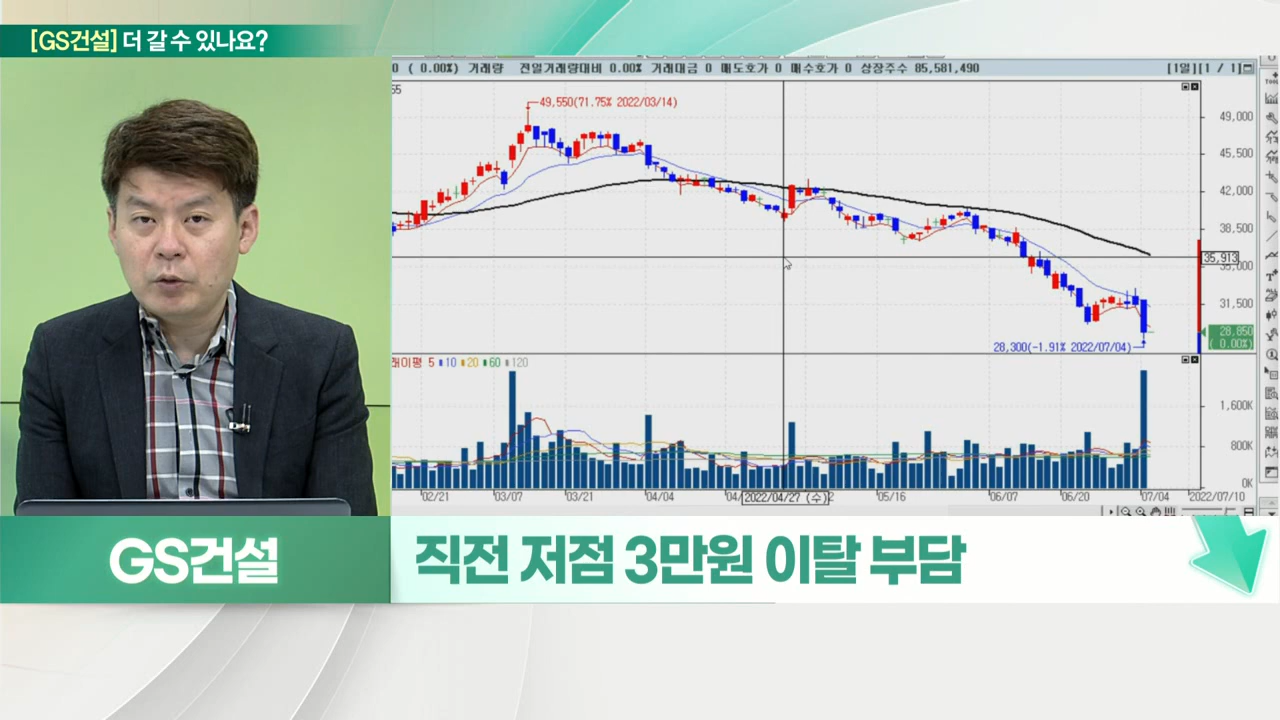 [GS건설] 더 갈 수 있나요?
0 ( 0.00%) 거래량 전일거래량대비 0.00% 거래대금 0 매도호가 0 매수호가 0 상장주수 85,581,490 [1일][1 / 1]
49,550(71.75% 2022/03/14)
49,000
45,500
42,000
38,500
35,913
35,000
31,500
28,850
( 0.00%)
28,300(-1.91% 2022/07/04)
래이평 5 10 20 60 120
1,600K
800K
0K
02/21 03/07 03/21 04/04 2022/04/27 (수) 05/16 06/07 06/20 07/04 2022/07/10
GS건설 직전 저점 3만원 이탈 부담